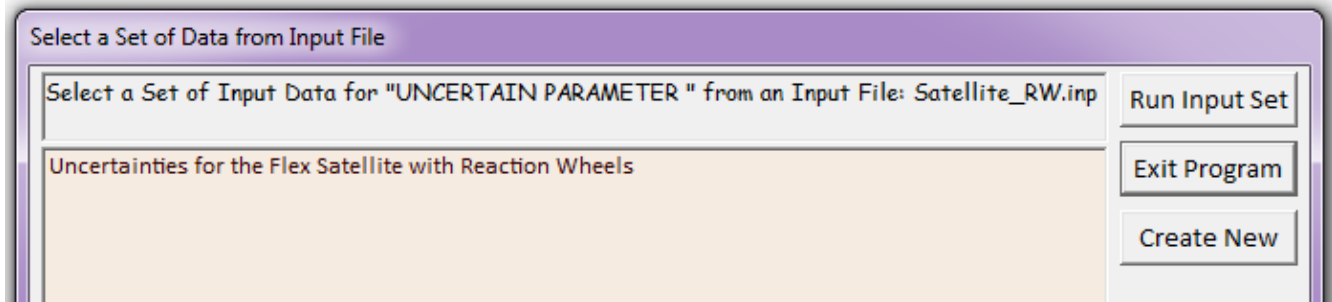 Select a Set of Data from Input File
Select a Set of Input Data for "UNCERTAIN PARAMETER " from an Input File: Satellite_RW.inp
Run Input Set
Uncertainties for the Flex Satellite with Reaction Wheels
Exit Program
Create New